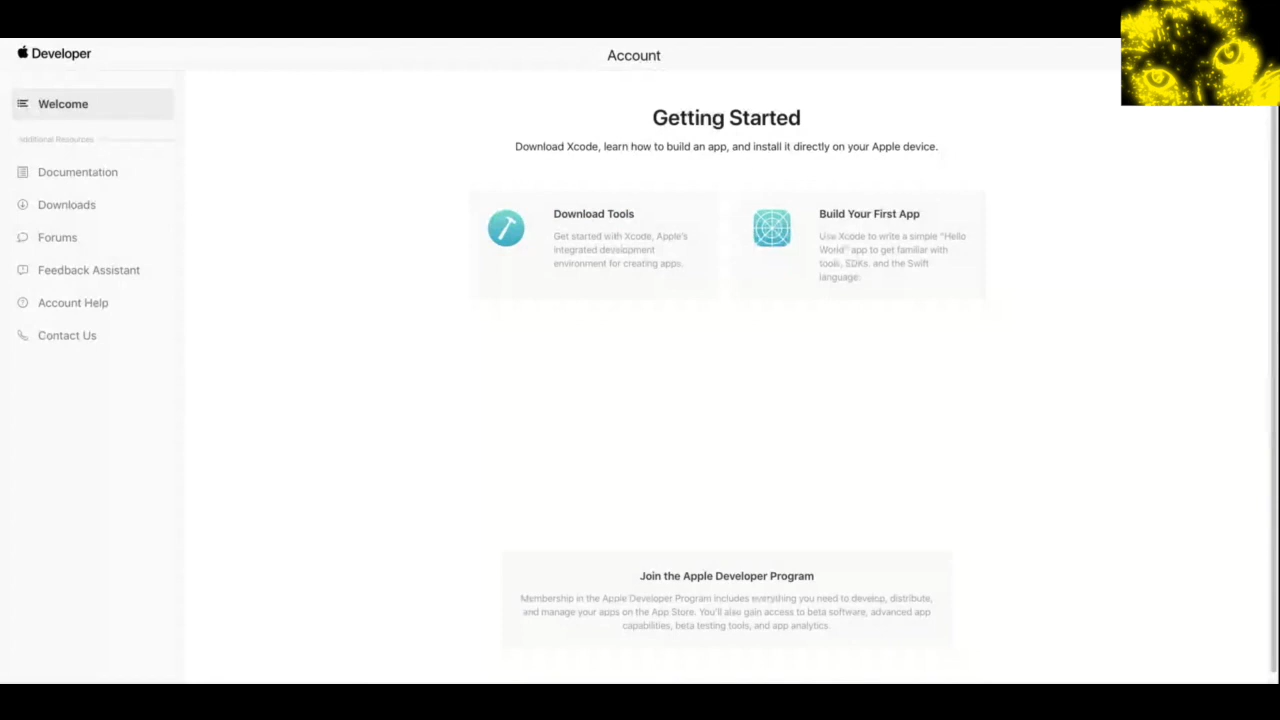 Developer
Account
Welcome
Additional Resources
Documentation
Downloads
Forums
Feedback Assistant
Account Help
Contact Us
Getting Started
Download Xcode, learn how to build an app, and install it directly on your Apple device.
Download Tools
Get started with Xcode, Apple's
integrated development
environment for creating apps.
Build Your First App
Use Xcode to write a simple "Hello
World" app to get familiar with
tools, SDKs, and the Swift
language.
Join the Apple Developer Program
Membership in the Apple Developer Program includes everything you need to develop, distribute,
and manage your apps on the App Store. You'll also gain access to beta software, advanced app
capabilities, beta testing tools, and app analytics.